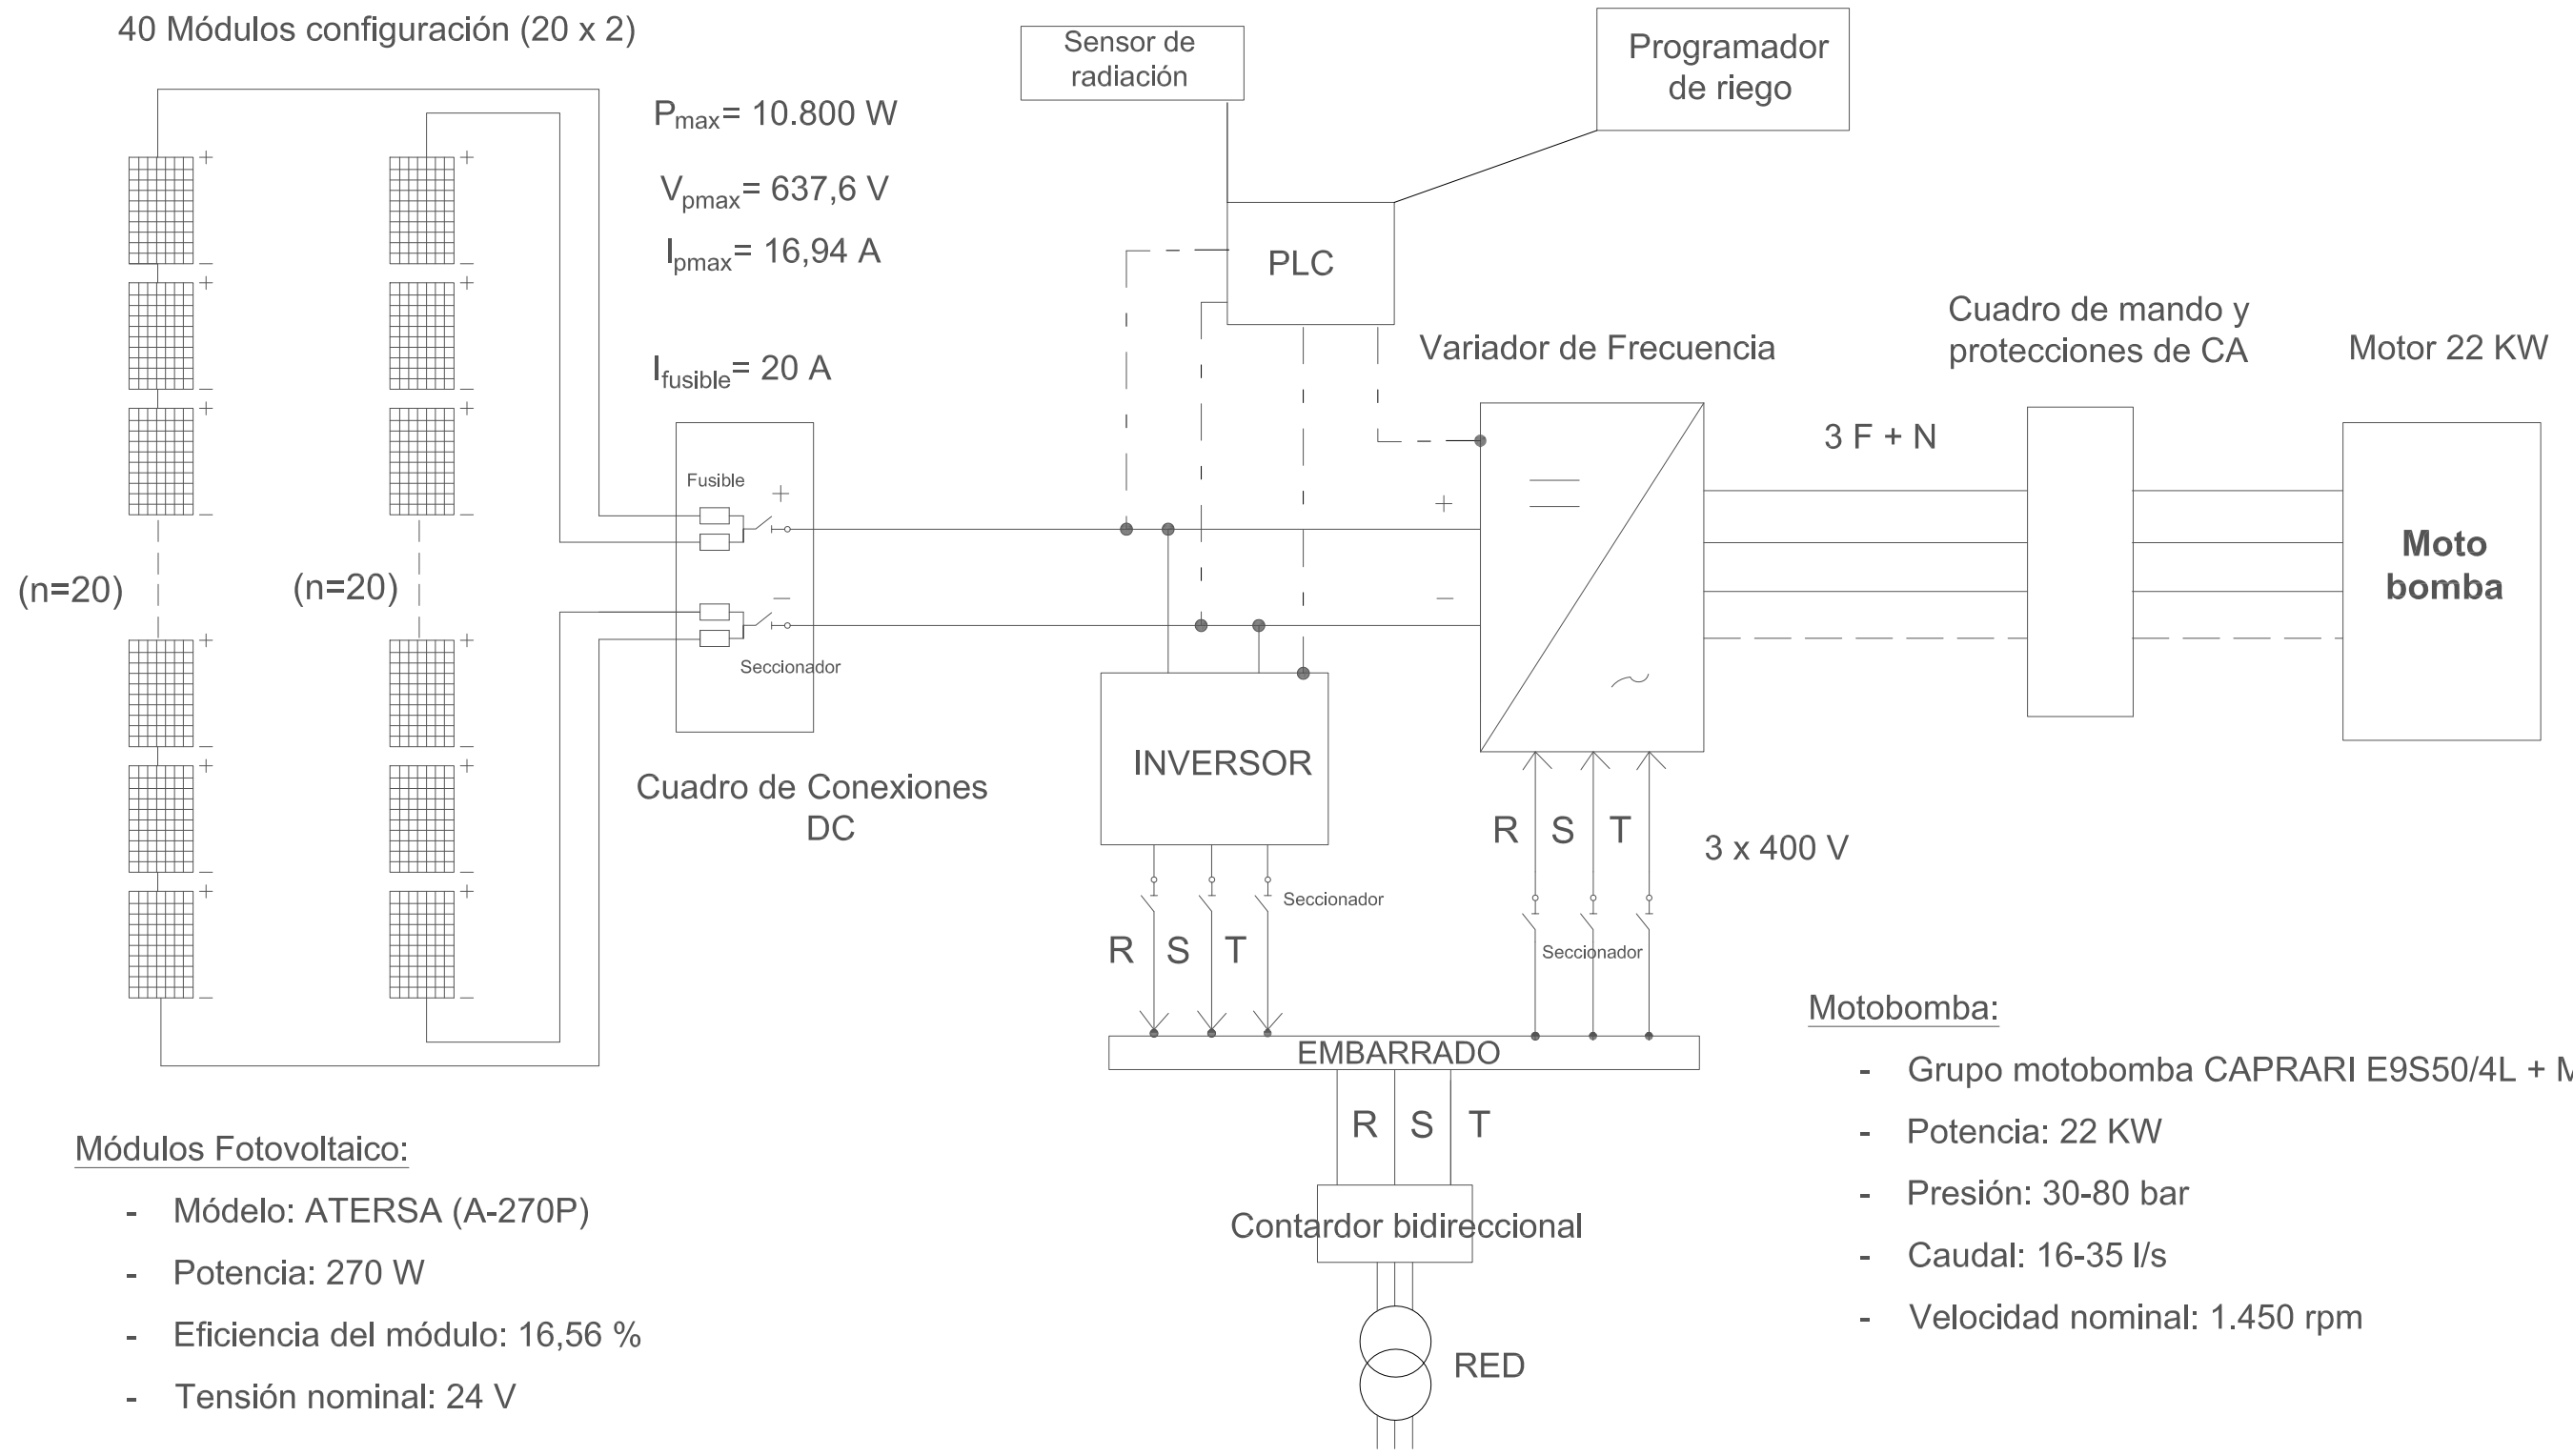 40 Módulos configuración (20 x 2)
Sensor de
radiación
Programador
de riego
Pmax= 10.800 W
Vpmax= 637,6 V
Ipmax= 16,94 A
Ifusible= 20 A
PLC
Variador de Frecuencia
Cuadro de mando y
protecciones de CA
Motor 22 KW
3 F + N
Fusible
+
−
Seccionador
+
−
(n=20)
(n=20)
Moto
bomba
Cuadro de Conexiones
DC
INVERSOR
R S T
3 x 400 V
Seccionador
R S T
Seccionador
EMBARRADO
R S T
Contardor bidireccional
RED
Módulos Fotovoltaico:
- Módelo: ATERSA (A-270P)
- Potencia: 270 W
- Eficiencia del módulo: 16,56 %
- Tensión nominal: 24 V
Motobomba:
- Grupo motobomba CAPRARI E9S50/4L +
- Potencia: 22 KW
- Presión: 30-80 bar
- Caudal: 16-35 l/s
- Velocidad nominal: 1.450 rpm